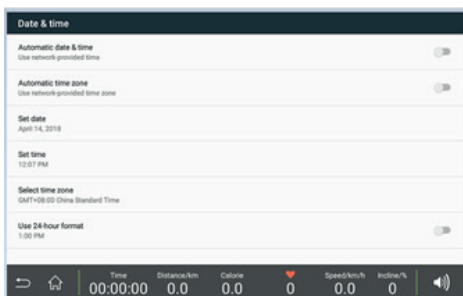 Date & time
Automatic date & time
Use network-provided time
Automatic time zone
Use network-provided time zone
Set date
April 14, 2018
Set time
12:07 PM
Select time zone
GMT+08:00 China Standard Time
Use 24-hour format
1:00 PM
Time Distance/km Calorie Speed/km/h Incline/%
00:00:00 0.0 0.0 0 0.0 0